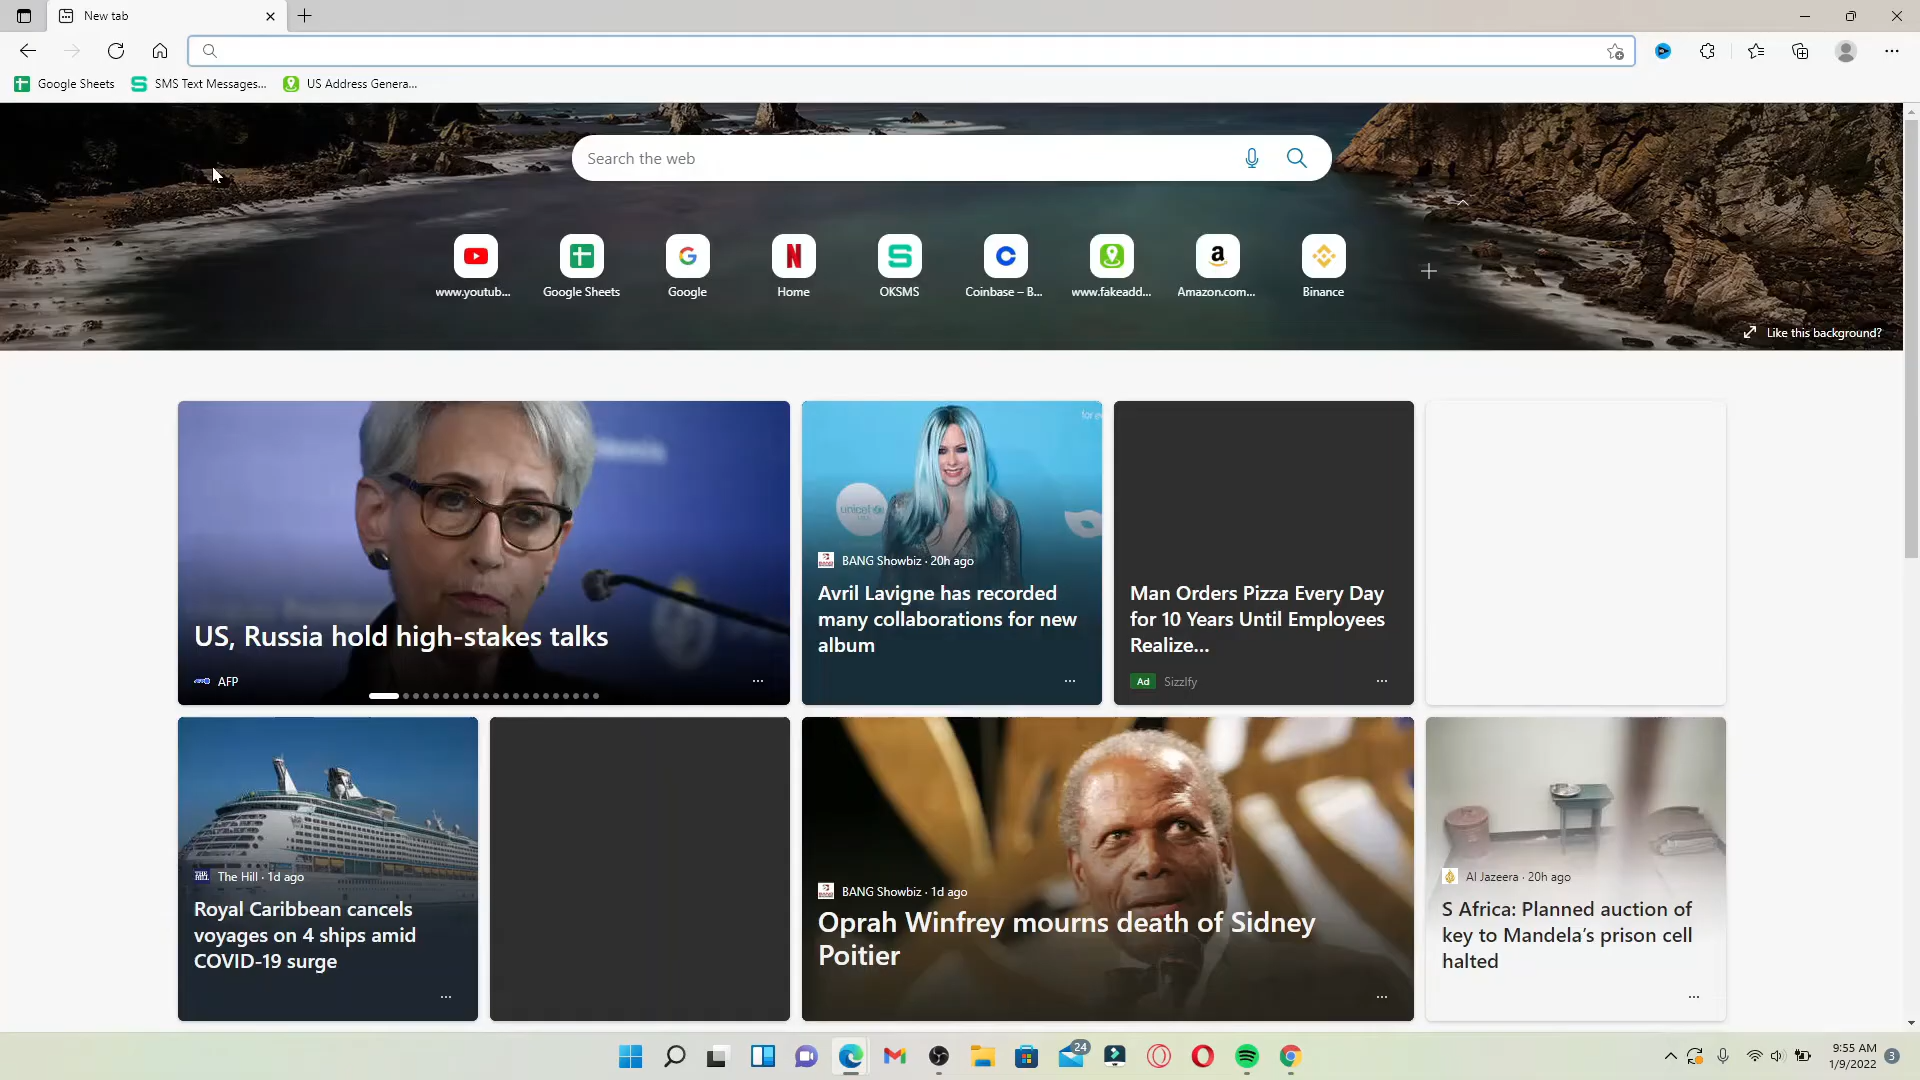 New tab
Google Sheets
SMS Text Messages...
US Address Genera...
Search the web
www.youtub...
Google Sheets
Google
Home
OKSMS
Coinbase – B...
www.fakeadd...
Amazon.com...
Binance
Like this background?
US, Russia hold high-stakes talks
AFP
unicef
BANG Showbiz · 20h ago
Avril Lavigne has recorded
many collaborations for new
album
Man Orders Pizza Every Day
for 10 Years Until Employees
Realize...
Ad Sizzlfy
The Hill · 1d ago
Royal Caribbean cancels
voyages on 4 ships amid
COVID-19 surge
BANG Showbiz · 1d ago
Oprah Winfrey mourns death of Sidney
Poitier
Al Jazeera · 20h ago
S Africa: Planned auction of
key to Mandela's prison cell
halted
24
9:55 AM
1/9/2022
3